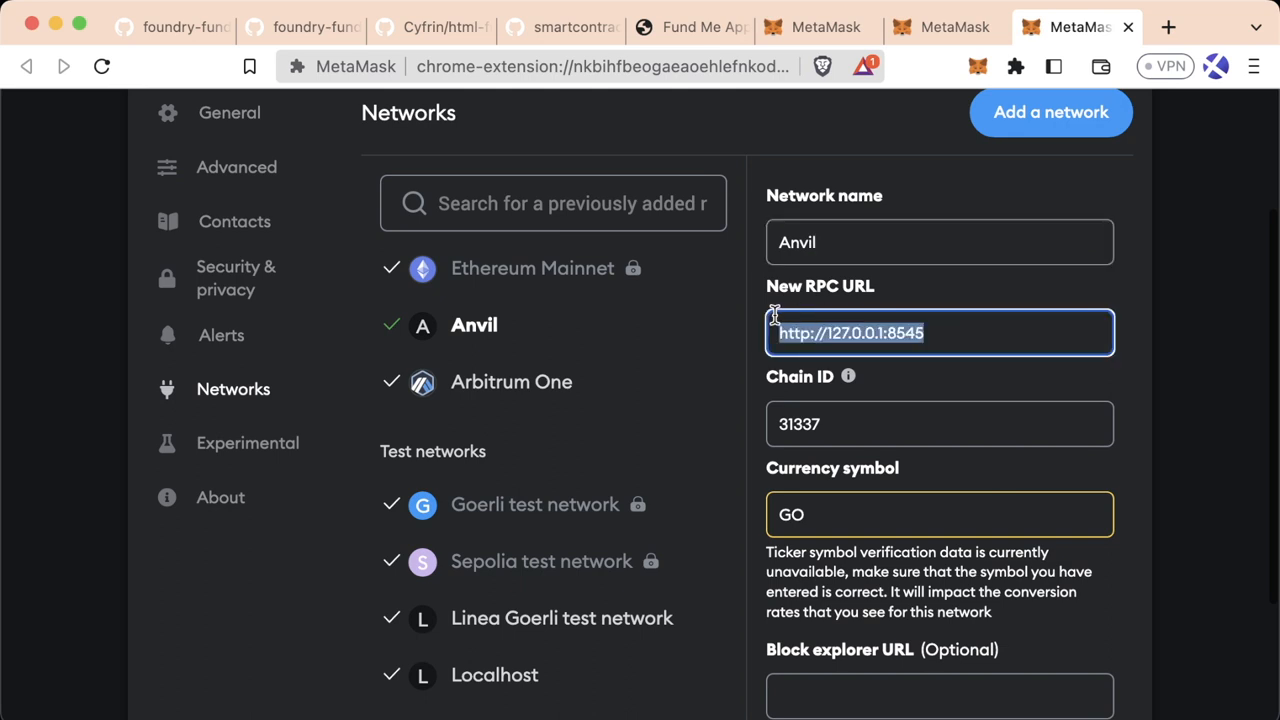 foundry-fund
foundry-fund
Cyfrin/html-f
smartcontrac
Fund Me App
MetaMask
MetaMask
MetaMas
MetaMask
chrome-extension://nkbihfbeogaeaoehlefnkod...
1
VPN
General
Advanced
Contacts
Security &
privacy
Alerts
Networks
Experimental
About
Networks
Add a network
Search for a previously added r
Ethereum Mainnet
A
Anvil
Arbitrum One
Test networks
G
Goerli test network
S
Sepolia test network
L
Linea Goerli test network
L
Localhost
Network name
Anvil
New RPC URL
http://127.0.0.1:8545
Chain ID
31337
Currency symbol
GO
Ticker symbol verification data is currently
unavailable, make sure that the symbol you have
entered is correct. It will impact the conversion
rates that you see for this network
Block explorer URL (Optional)